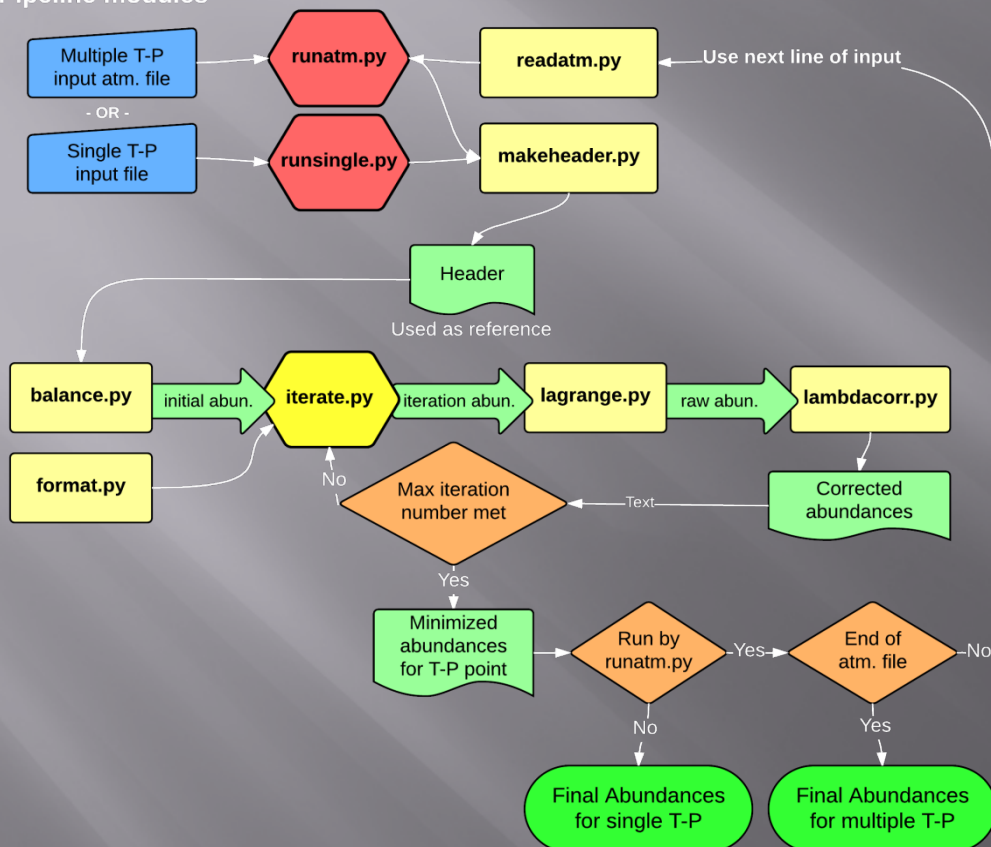 Pipeline modules
Multiple T-P
input atm. file
runatm.py
readatm.py
Use next line of input
- OR -
Single T-P
input file
runsingle.py
makeheader.py
Header
Used as reference
balance.py
initial abun.
iterate.py
iteration abun.
lagrange.py
raw abun.
lambdacorr.py
format.py
No
Max iteration
number met
Text
Corrected
abundances
Yes
Minimized
abundances
for T-P point
Run by
runatm.py
Yes
End of
atm. file
No
No
Yes
Final Abundances
for single T-P
Final Abundances
for multiple T-P